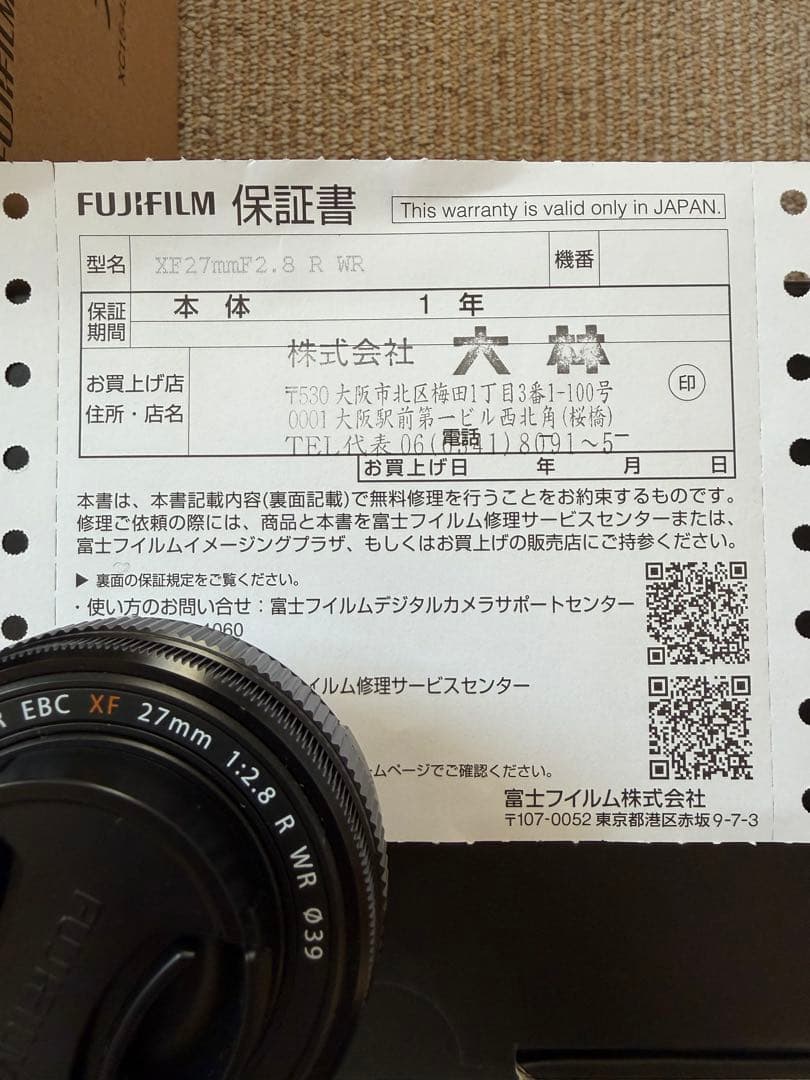 FUJIFILM
FUJIFILM 保証書 This warranty is valid only in JAPAN.
型名 XF27mmF2.8 R WR 機番
保証期間 本体 1年
お買上げ店
住所・店名
株式会社 大林
〒530 大阪市北区梅田1丁目3番1-100号
0001 大阪駅前第一ビル西北角(桜橋)
TEL代表 06(6341)8091〜5
電話
印
お買上げ日 年 月 日
本書は、本書記載内容(裏面記載)で無料修理を行うことをお約束するものです。
修理ご依頼の際には、商品と本書を富士フイルム修理サービスセンターまたは、
富士フイルムイメージングプラザ、もしくはお買上げの販売店にご持参ください。
▶ 裏面の保証規定をご覧ください。
・使い方のお問い合せ：富士フイルムデジタルカメラサポートセンター
1060
イルム修理サービスセンター
ームページでご確認ください。
富士フイルム株式会社
〒107-0052 東京都港区赤坂9-7-3
R EBC XF 27mm 1:2.8 R WR Ø39
FUJIFILM